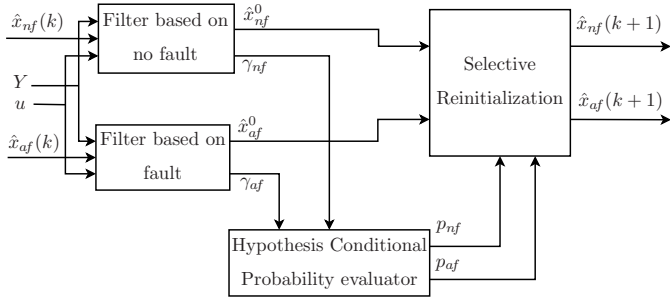 x̂_nf(k)
Filter based on
no fault
x̂⁰_nf
γ_nf
Y
u
x̂_af(k)
Filter based on
fault
x̂⁰_af
γ_af
Selective
Reinitialization
x̂_nf(k + 1)
x̂_af(k + 1)
Hypothesis Conditional
Probability evaluator
p_nf
p_af